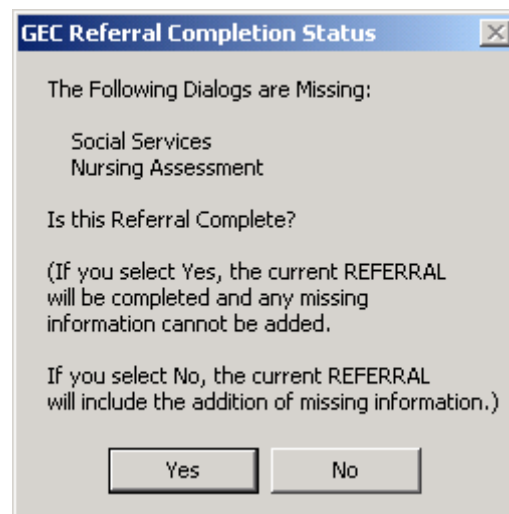 GEC Referral Completion Status
The Following Dialogs are Missing:
Social Services
Nursing Assessment
Is this Referral Complete?
(If you select Yes, the current REFERRAL
will be completed and any missing
information cannot be added.
If you select No, the current REFERRAL
will include the addition of missing information.)
Yes No